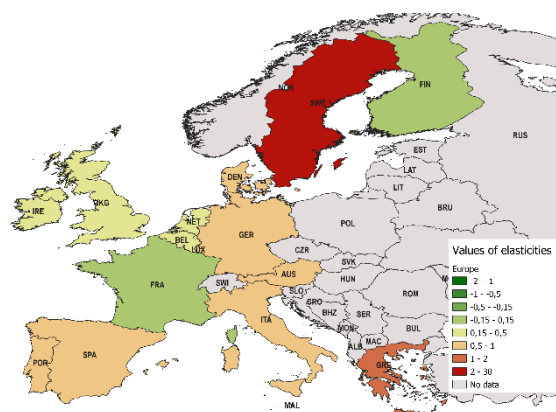 NOR
SWE
FIN
RUS
EST
LAT
LIT
DEN
BRU
IRE
UKG
NET
BEL
LUX
GER
POL
CZR
SVK
FRA
SWI
AUS
HUN
SLO
CRO
BHZ
ITA
ROM
SER
MON
BUL
ALB
MAC
GRE
POR
SPA
MAL
Values of elasticities
Europe
2 - 1
-1 - -0,5
-0,5 - -0,15
-0,15 - 0,15
0,15 - 0,5
0,5 - 1
1 - 2
2 - 30
No data